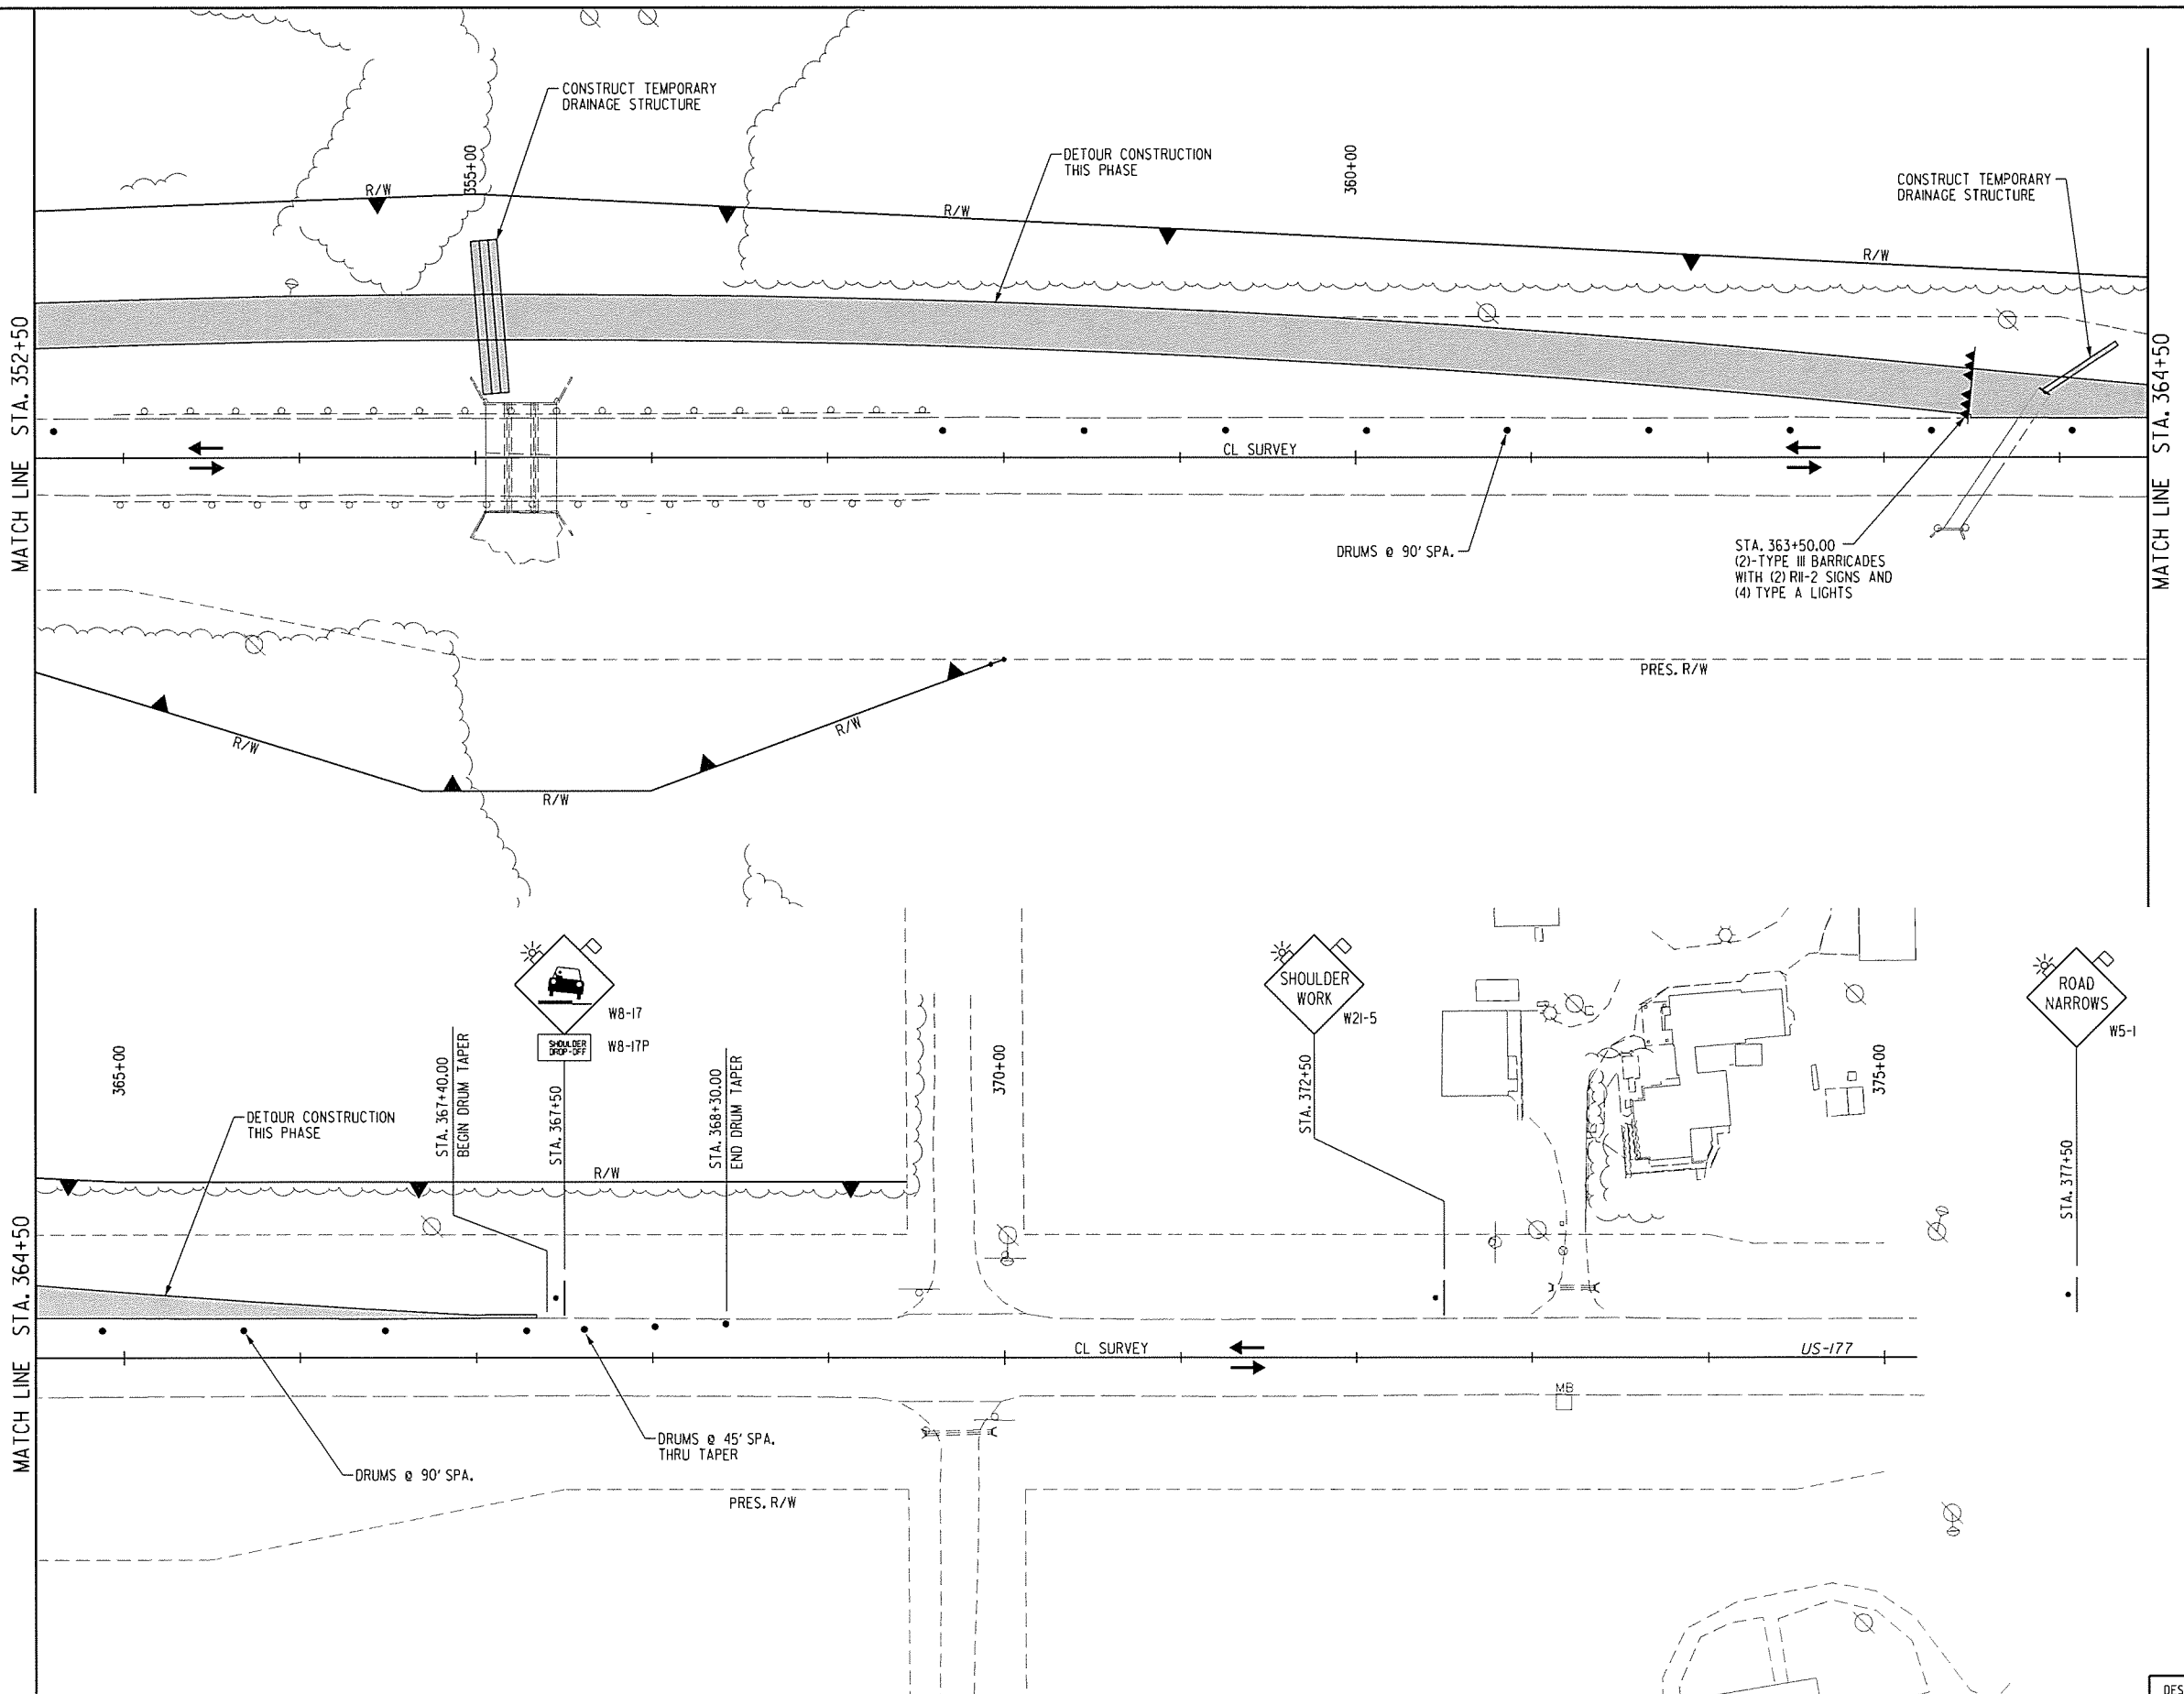 CONSTRUCT TEMPORARY
DRAINAGE STRUCTURE
355+00
R/W
DETOUR CONSTRUCTION
THIS PHASE
R/W
360+00
CONSTRUCT TEMPORARY
DRAINAGE STRUCTURE
R/W
MATCH LINE STA. 352+50
MATCH LINE STA. 364+50
CL SURVEY
DRUMS @ 90' SPA.
STA. 363+50.00
(2)-TYPE III BARRICADES
WITH (2) R11-2 SIGNS AND
(4) TYPE A LIGHTS
PRES. R/W
R/W
R/W
R/W
W8-17
SHOULDER
DROP-OFF
W8-17P
SHOULDER
WORK
W21-5
ROAD
NARROWS
W5-1
365+00
STA. 367+40.00
BEGIN DRUM TAPER
STA. 367+50
STA. 368+30.00
END DRUM TAPER
370+00
STA. 372+50
375+00
STA. 377+50
DETOUR CONSTRUCTION
THIS PHASE
R/W
MATCH LINE STA. 364+50
CL SURVEY
US-177
MB
DRUMS @ 45' SPA.
THRU TAPER
DRUMS @ 90' SPA.
PRES. R/W
DES